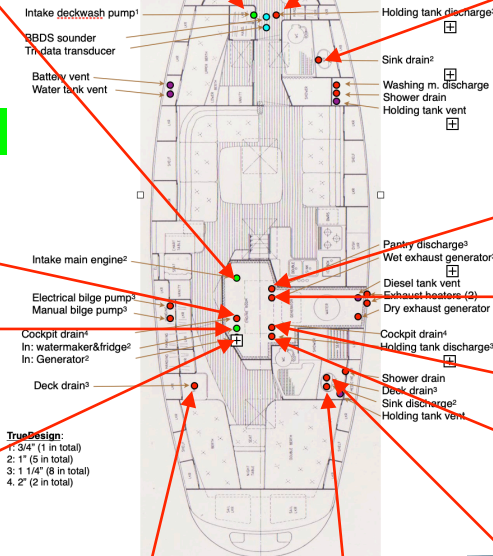 Intake deckwash pump¹
BBDS sounder
Tri data transducer
Battery vent
Water tank vent
Intake main engine²
Electrical bilge pump³
Manual bilge pump³
Cockpit drain⁴
In: watermaker&fridge²
In: Generator²
Deck drain³
TrueDesign:
1: 3/4" (1 in total)
2: 1" (5 in total)
3: 1 1/4" (8 in total)
4. 2" (2 in total)
Holding tank discharge³
Sink drain²
Washing m. discharge
Shower drain
Holding tank vent
Pantry discharge³
Wet exhaust generator³
Diesel tank vent
Exhaust heaters (2)
Dry exhaust generator
Cockpit drain⁴
Holding tank discharge³
Shower drain
Deck drain³
Sink discharge²
Holding tank vent